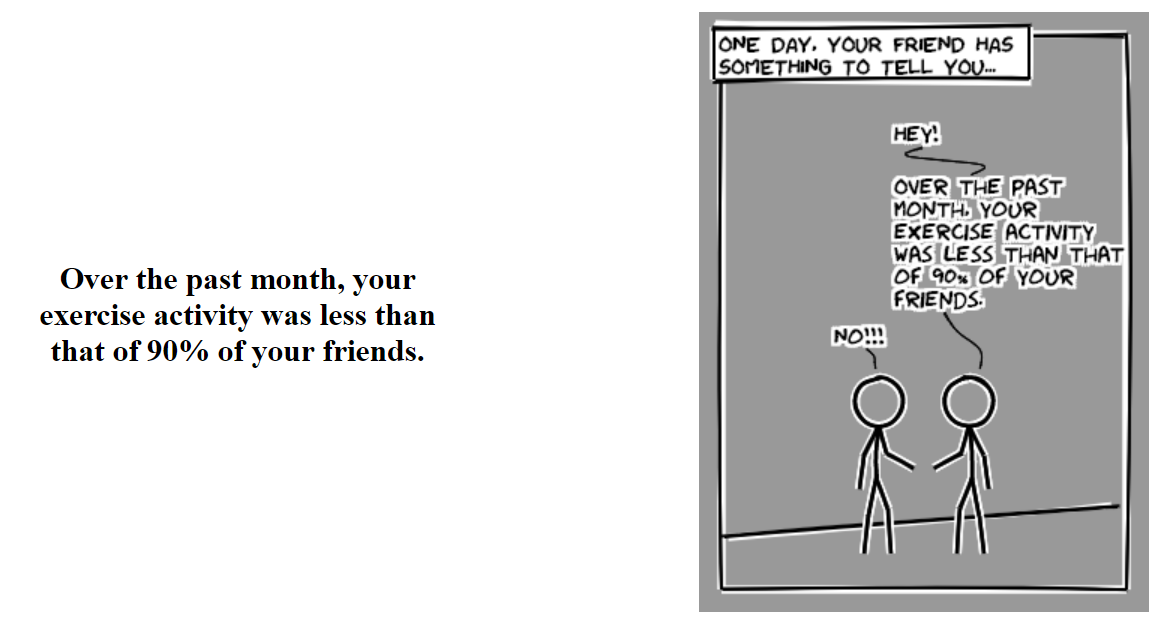 Over the past month, your
exercise activity was less than
that of 90% of your friends.
ONE DAY, YOUR FRIEND HAS
SOMETHING TO TELL YOU...
HEY!
OVER THE PAST
MONTH, YOUR
EXERCISE ACTIVITY
WAS LESS THAN THAT
OF 90% OF YOUR
FRIENDS.
NO!!!